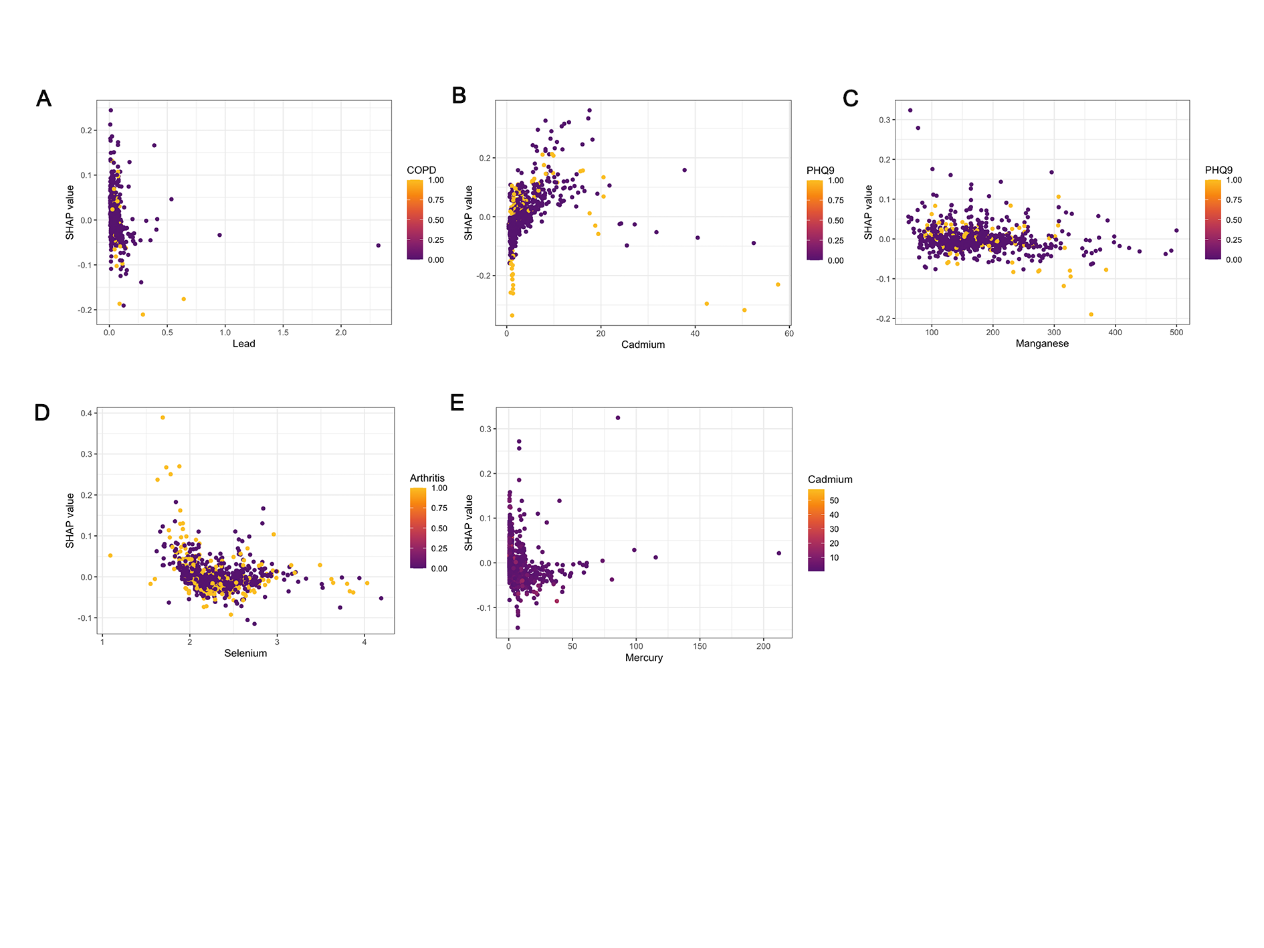 A
0.2
0.1
0.0
-0.1
-0.2
SHAP value
0.0 0.5 1.0 1.5 2.0
Lead
COPD
1.00
0.75
0.50
0.25
0.00
B
0.2
0.0
-0.2
SHAP value
0 20 40 60
Cadmium
PHQ9
1.00
0.75
0.50
0.25
0.00
C
0.3
0.2
0.1
0.0
-0.1
-0.2
SHAP value
100 200 300 400 500
Manganese
PHQ9
1.00
0.75
0.50
0.25
0.00
D
0.4
0.3
0.2
0.1
0.0
-0.1
SHAP value
1 2 3 4
Selenium
Arthritis
1.00
0.75
0.50
0.25
0.00
E
0.3
0.2
0.1
0.0
-0.1
SHAP value
0 50 100 150 200
Mercury
Cadmium
50
40
30
20
10